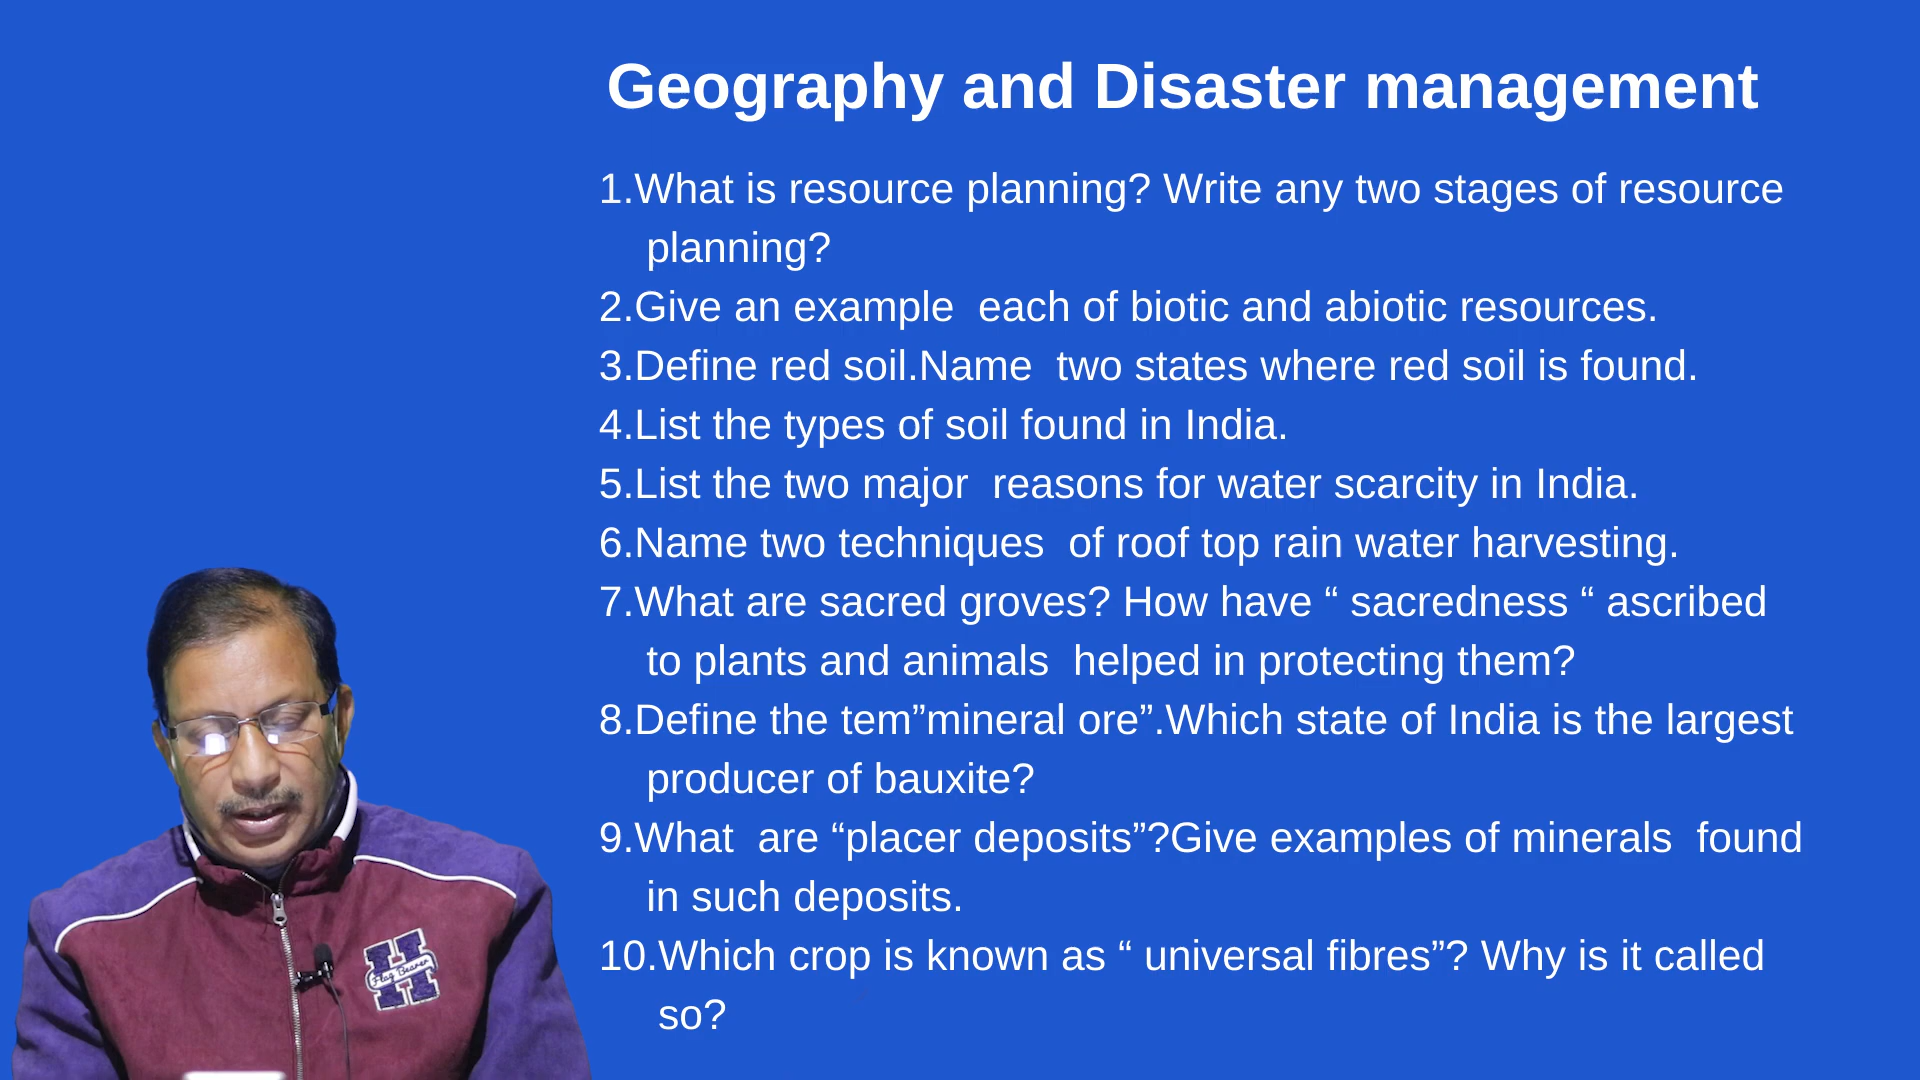 Geography and Disaster management
1.What is resource planning? Write any two stages of resource
planning?
2.Give an example  each of biotic and abiotic resources.
3.Define red soil.Name  two states where red soil is found.
4.List the types of soil found in India.
5.List the two major  reasons for water scarcity in India.
6.Name two techniques  of roof top rain water harvesting.
7.What are sacred groves? How have “ sacredness “ ascribed
to plants and animals  helped in protecting them?
8.Define the tem”mineral ore”.Which state of India is the largest
producer of bauxite?
9.What  are “placer deposits”?Give examples of minerals  found
in such deposits.
10.Which crop is known as “ universal fibres”? Why is it called
so?
H
Flag Bearer